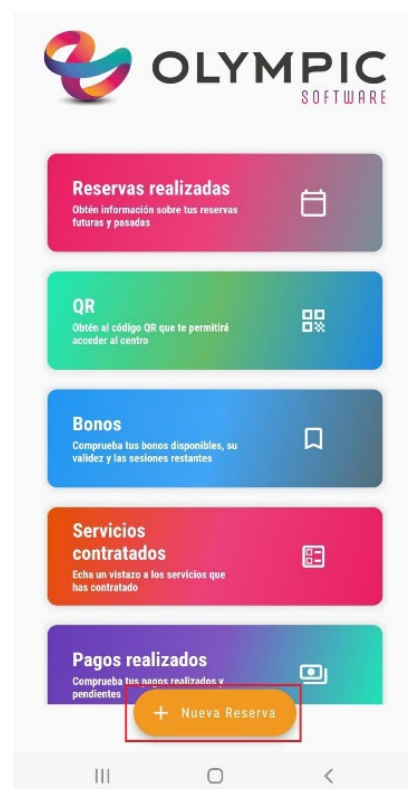 OLYMPIC
SOFTWARE
Reservas realizadas
Obtén información sobre tus reservas
futuras y pasadas
QR
Obtén al código QR que te permitirá
acceder al centro
Bonos
Comprueba tus bonos disponibles, su
validez y las sesiones restantes
Servicios
contratados
Echa un vistazo a los servicios que
has contratado
Pagos realizados
Comprueba tus pagos realizados y
pendientes
+ Nueva Reserva